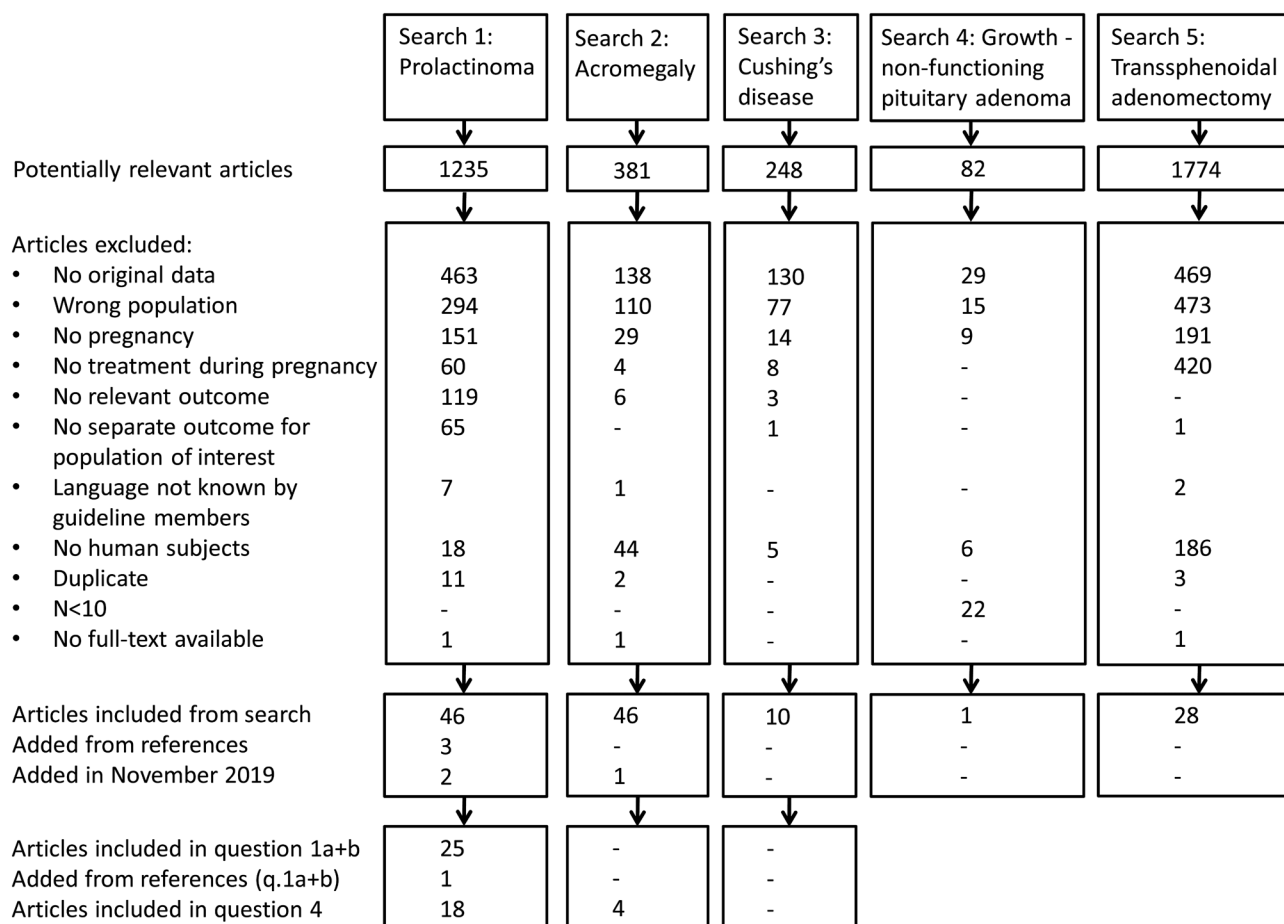 Search 1:
Prolactinoma
Search 2:
Acromegaly
Search 3:
Cushing's
disease
Search 4: Growth -
non-functioning
pituitary adenoma
Search 5:
Transsphenoidal
adenomectomy
Potentially relevant articles 1235 381 248 82 1774
Articles excluded:
• No original data 463 138 130 29 469
• Wrong population 294 110 77 15 473
• No pregnancy 151 29 14 9 191
• No treatment during pregnancy 60 4 8 - 420
• No relevant outcome 119 6 3 - -
• No separate outcome for 65 - 1 - 1
population of interest
• Language not known by 7 1 - - 2
guideline members
• No human subjects 18 44 5 6 186
• Duplicate 11 2 - - 3
• N<10 - - - 22 -
• No full-text available 1 1 - - 1
Articles included from search 46 46 10 1 28
Added from references 3 - - - -
Added in November 2019 2 1 - - -
Articles included in question 1a+b 25 - -
Added from references (q.1a+b) 1 - -
Articles included in question 4 18 4 -